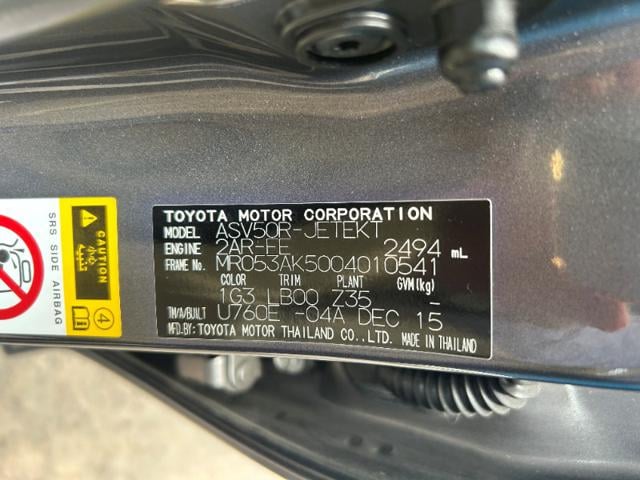 TOYOTA MOTOR CORPORATION
MODEL ASV50R-JETEKT
ENGINE 2AR-FE 2494 mL
FRAME No. MR053AK5004010541
COLOR TRIM PLANT GVM(kg)
1G3 LB00 Z35 -
TM/A/BUILT U760E -04A DEC 15
MFD.BY:TOYOTA MOTOR THAILAND CO.,LTD. MADE IN THAILAND
SRS SIDE AIRBAG
CAUTION
4